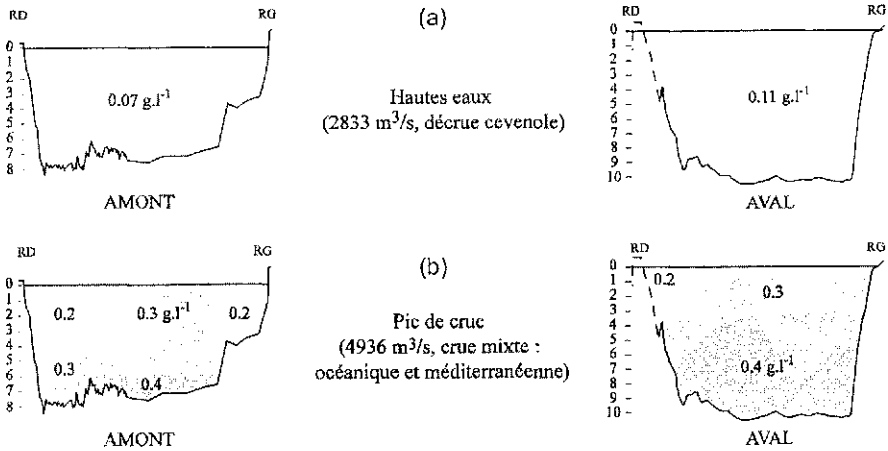 RD RG (a) RD RG
0
1
2
3
4
5
6
7
8
0.07 g.l⁻¹
AMONT
Hautes eaux
(2833 m³/s, décrue cevenole)
0
1
2
3
4
5
6
7
8
9
10
0.11 g.l⁻¹
AVAL
RD RG (b) RD RG
0
1
2
3
4
5
6
7
8
0.2 0.3 g.l⁻¹ 0.2
0.3 0.4
AMONT
Pic de crue
(4936 m³/s, crue mixte :
océanique et méditerranéenne)
0
1
2
3
4
5
6
7
8
9
10
0.2 0.3
0.4 g.l⁻¹
AVAL